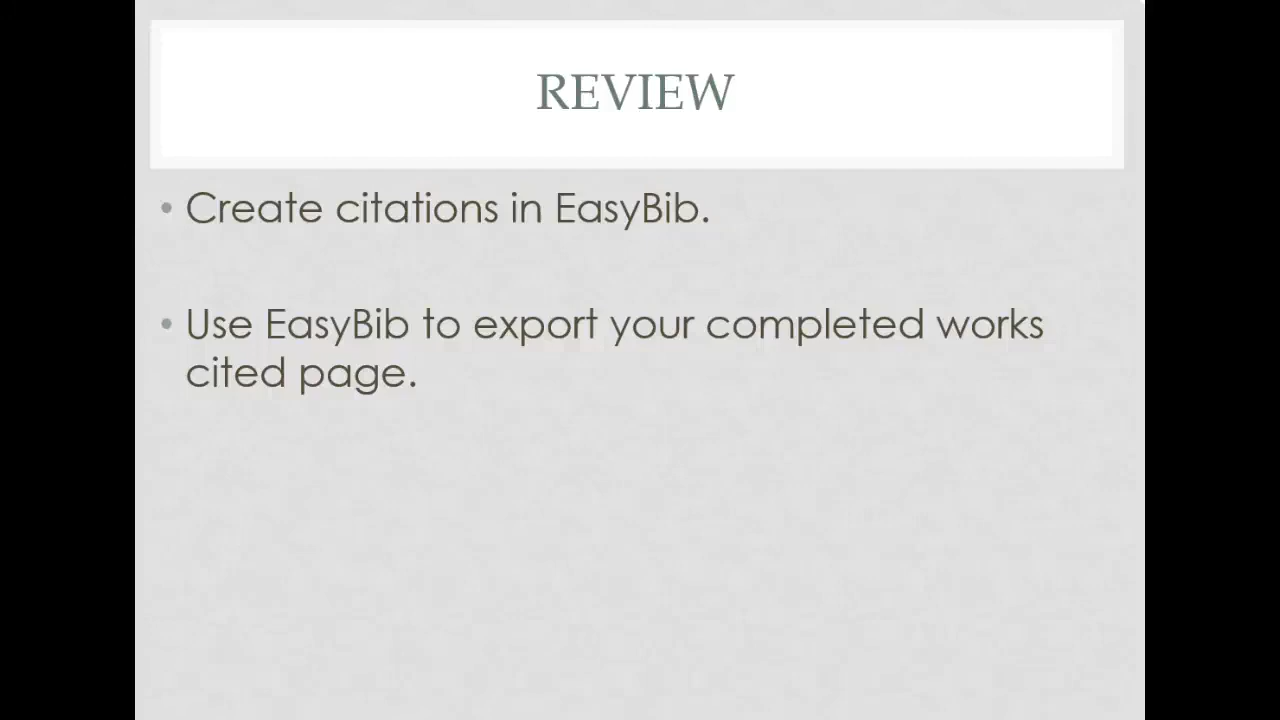 REVIEW
• Create citations in EasyBib.
• Use EasyBib to export your completed works
cited page.